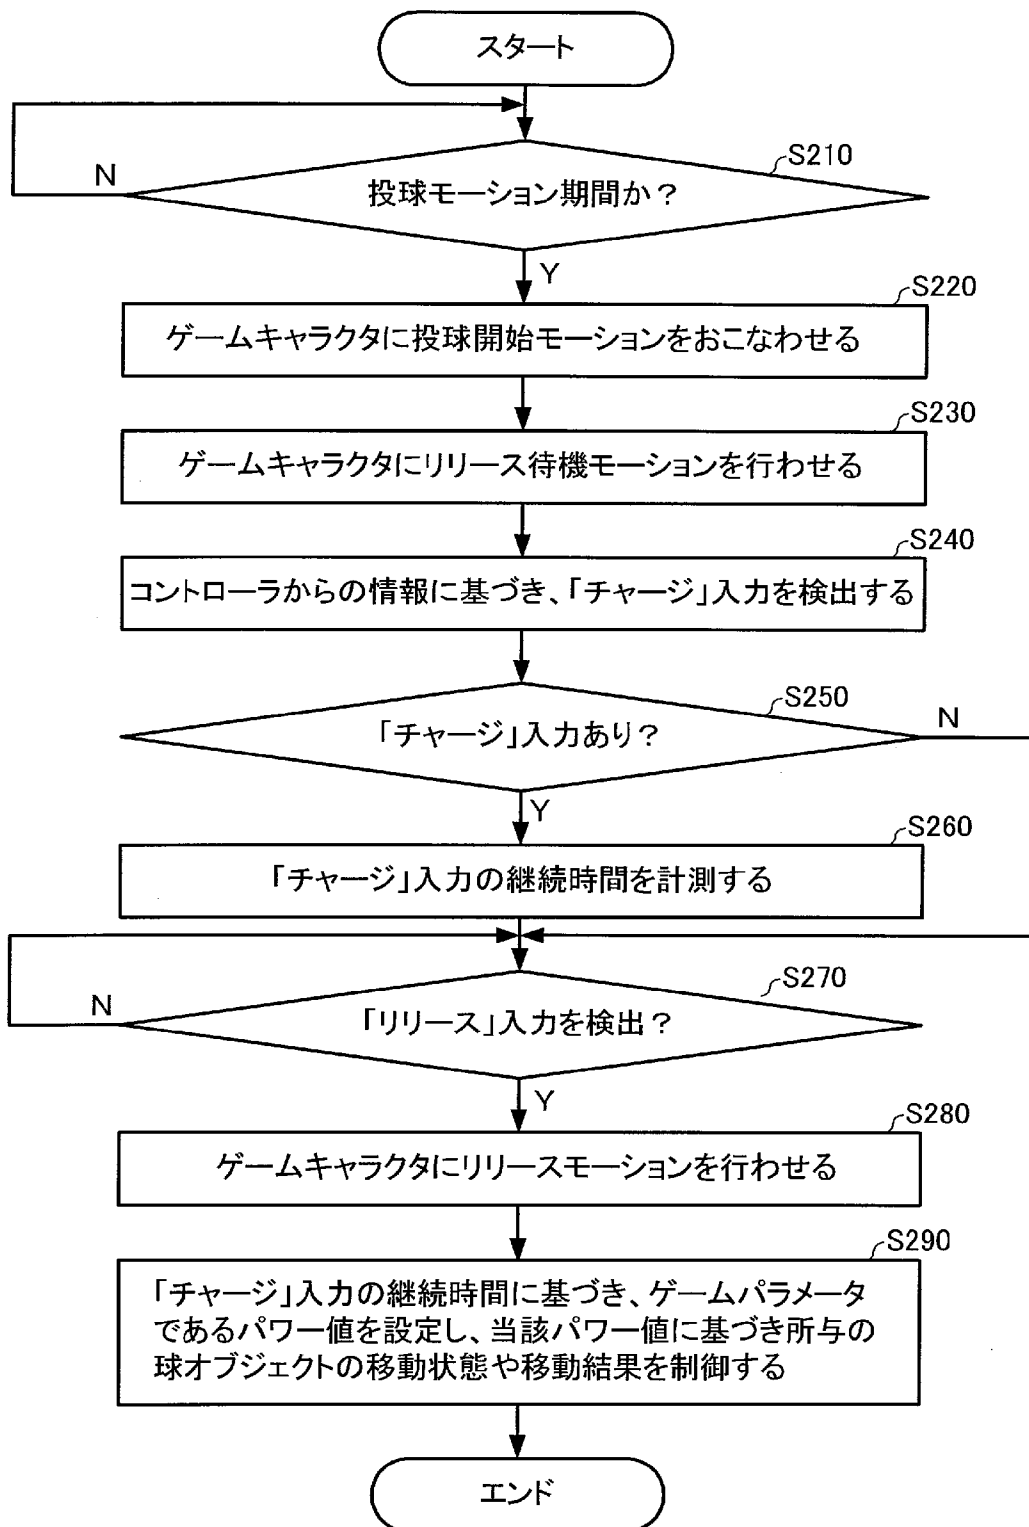 スタート
S210
N
投球モーション期間か？
Y
S220
ゲームキャラクタに投球開始モーションをおこなわせる
S230
ゲームキャラクタにリリース待機モーションを行わせる
S240
コントローラからの情報に基づき、「チャージ」入力を検出する
S250
N
「チャージ」入力あり？
Y
S260
「チャージ」入力の継続時間を計測する
S270
N
「リリース」入力を検出？
Y
S280
ゲームキャラクタにリリースモーションを行わせる
S290
「チャージ」入力の継続時間に基づき、ゲームパラメータ
であるパワー値を設定し、当該パワー値に基づき所与の
球オブジェクトの移動状態や移動結果を制御する
エンド